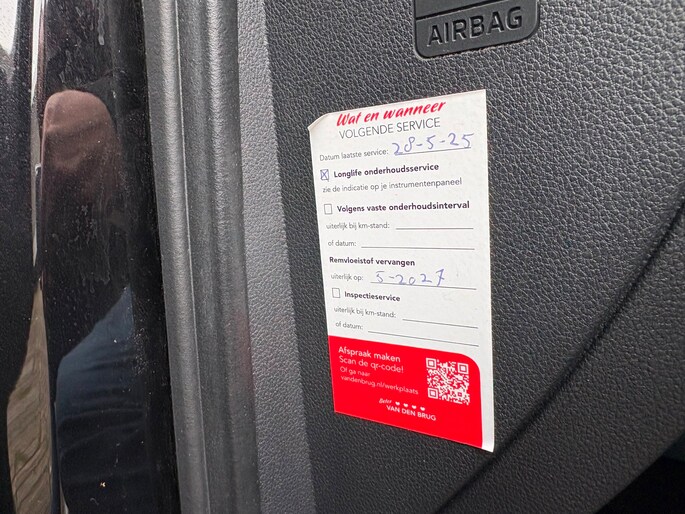 AIRBAG
Wat en wanneer
VOLGENDE SERVICE
Datum laatste service: 28-5-25
Longlife onderhoudsservice
zie de indicatie op je instrumentenpaneel
Volgens vaste onderhoudsinterval
uiterlijk bij km-stand:
of datum:
Remvloeistof vervangen
uiterlijk op: 5-2027
Inspectieservice
uiterlijk bij km-stand:
of datum:
Afspraak maken
Scan de qr-code!
Of ga naar
vandenbrug.nl/werkplaats
Beter
VAN DEN BRUG